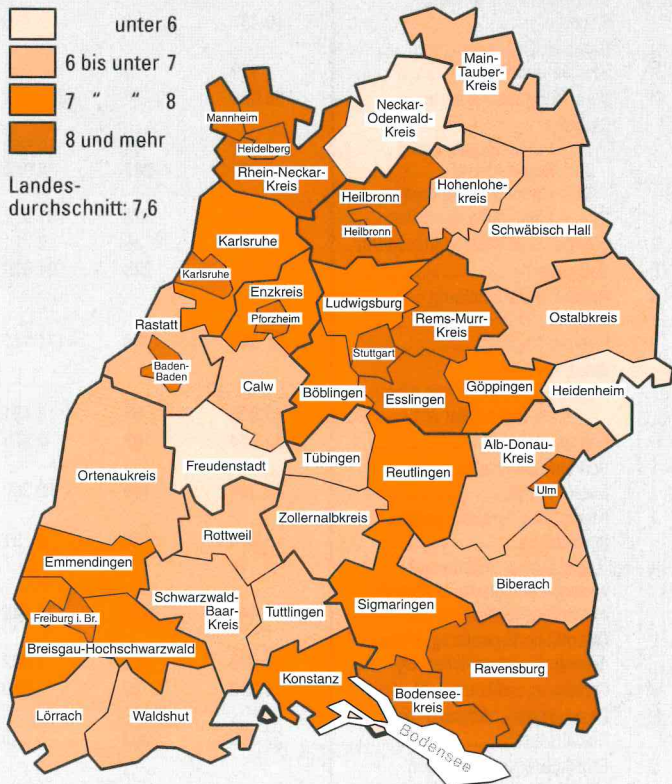 unter 6
6 bis unter 7
7 “ “ 8
8 und mehr
Landes-
durchschnitt: 7,6
Main-
Tauber-
Kreis
Neckar-
Odenwald-
Kreis
Mannheim
Heidelberg
Rhein-Neckar-
Kreis
Hohenlohe-
kreis
Heilbronn
Heilbronn
Schwäbisch Hall
Karlsruhe
Karlsruhe
Enzkreis
Pforzheim
Ludwigsburg
Rems-Murr-
Kreis
Ostalbkreis
Rastatt
Baden-
Baden
Stuttgart
Calw
Böblingen
Esslingen
Göppingen
Heidenheim
Alb-Donau-
Kreis
Ulm
Ortenaukreis
Freudenstadt
Tübingen
Reutlingen
Zollernalbkreis
Rottweil
Emmendingen
Biberach
Schwarzwald-
Baar-
Kreis
Tuttlingen
Sigmaringen
Freiburg i. Br.
Breisgau-Hochschwarzwald
Konstanz
Ravensburg
Bodensee-
kreis
Lörrach
Waldshut
Bodensee